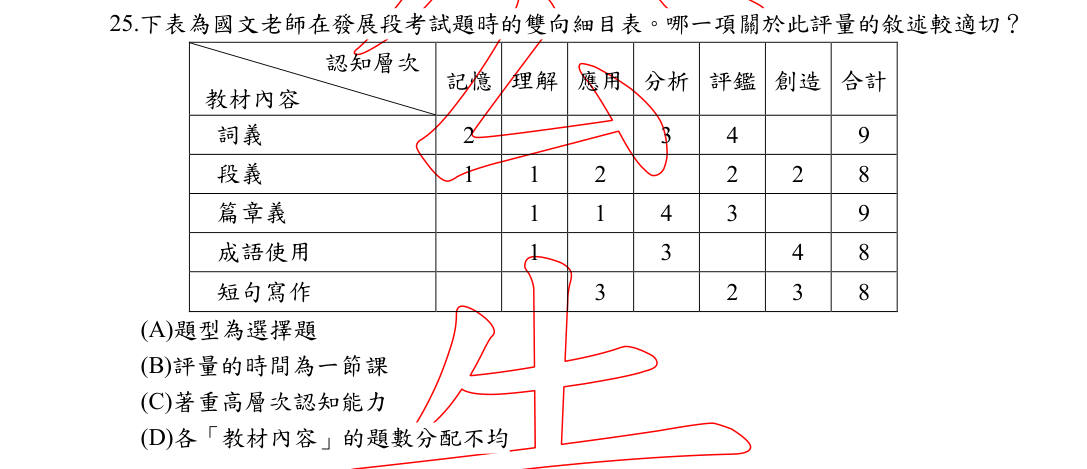 25.下表為國文老師在發展段考試題時的雙向細目表。哪一項關於此評量的敘述較適切？
認知層次
教材內容 記憶 理解 應用 分析 評鑑 創造 合計
詞義 2 3 4 9
段義 1 1 2 2 2 8
篇章義 1 1 4 3 9
成語使用 1 3 4 8
短句寫作 3 2 3 8
(A)題型為選擇題
(B)評量的時間為一節課
(C)著重高層次認知能力
(D)各「教材內容」的題數分配不均